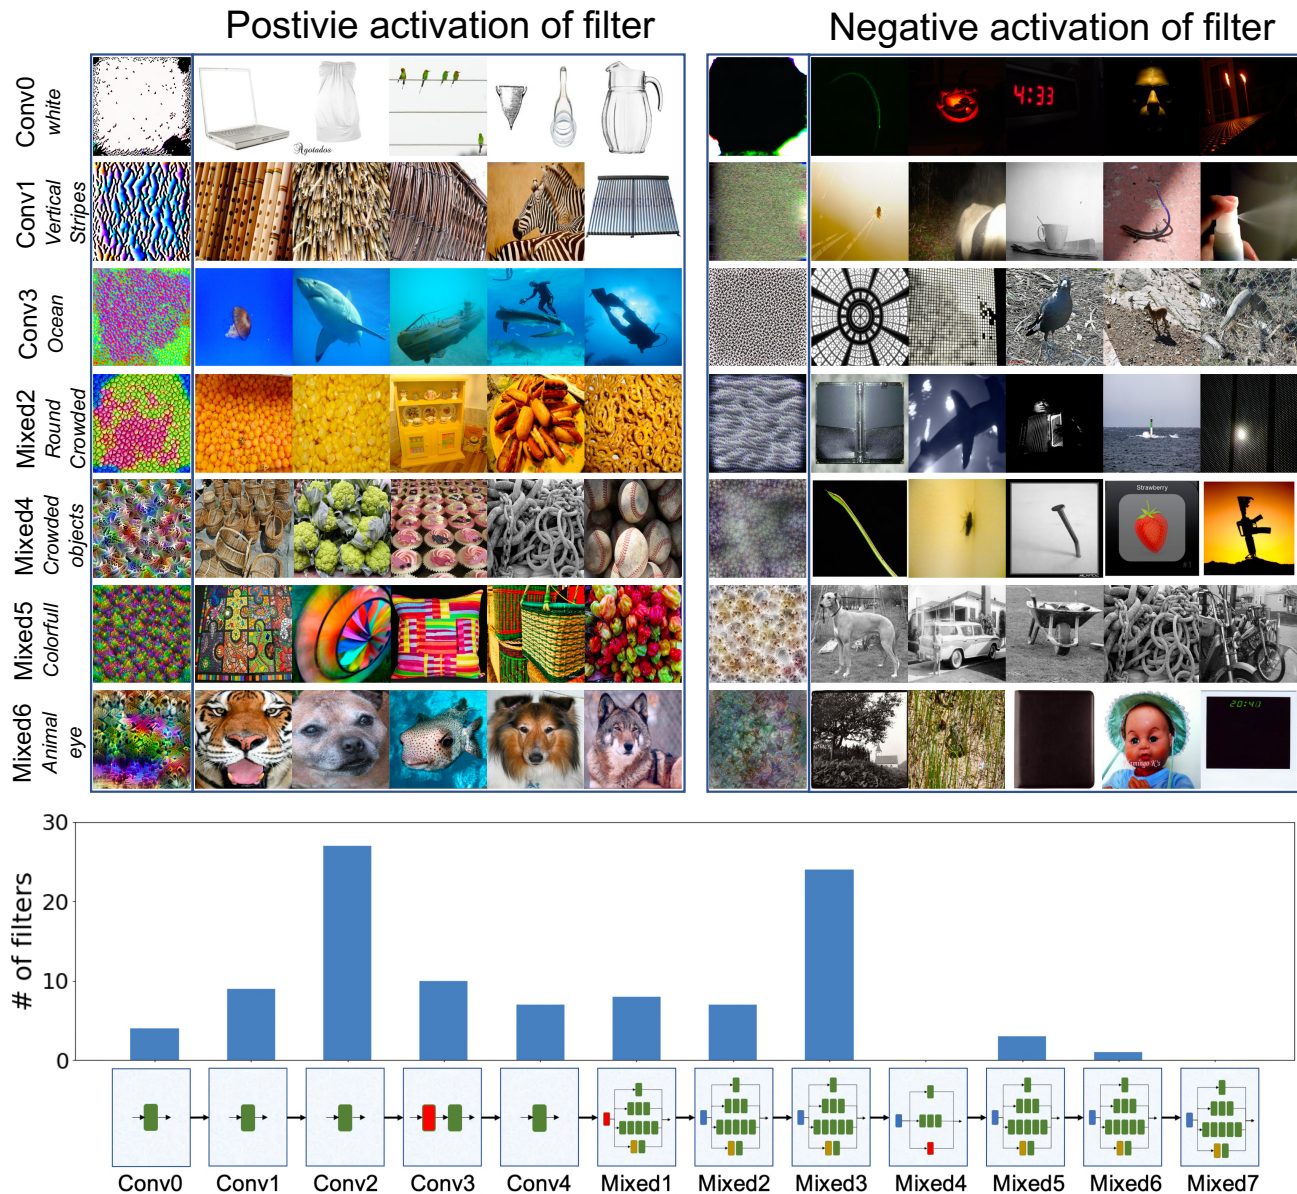 Postivie activation of filter
Negative activation of filter
Conv0
white
Agotados
4:33
Conv1
Vertical
Stripes
Conv3
Ocean
Mixed2
Round
Crowded
Mixed4
Crowded
objects
Strawberry
#1
Mixed5
Colorfull
Mixed6
Animal
eye
20:40
30
20
10
0
# of filters
Conv0 Conv1 Conv2 Conv3 Conv4 Mixed1 Mixed2 Mixed3 Mixed4 Mixed5 Mixed6 Mixed7